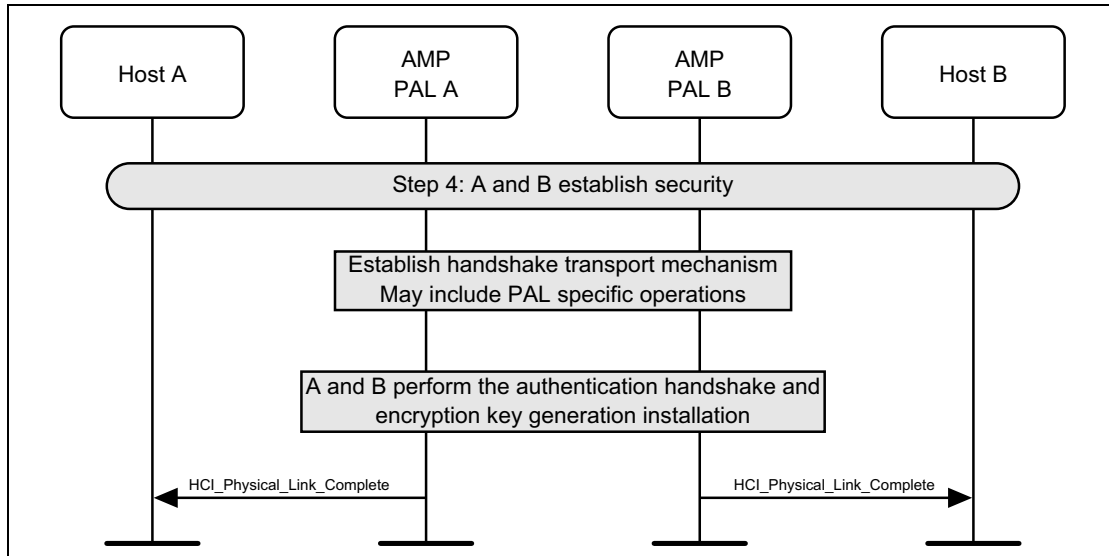 Host A
AMP
PAL A
AMP
PAL B
Host B
Step 4: A and B establish security
Establish handshake transport mechanism
May include PAL specific operations
A and B perform the authentication handshake and
encryption key generation installation
HCI_Physical_Link_Complete
HCI_Physical_Link_Complete